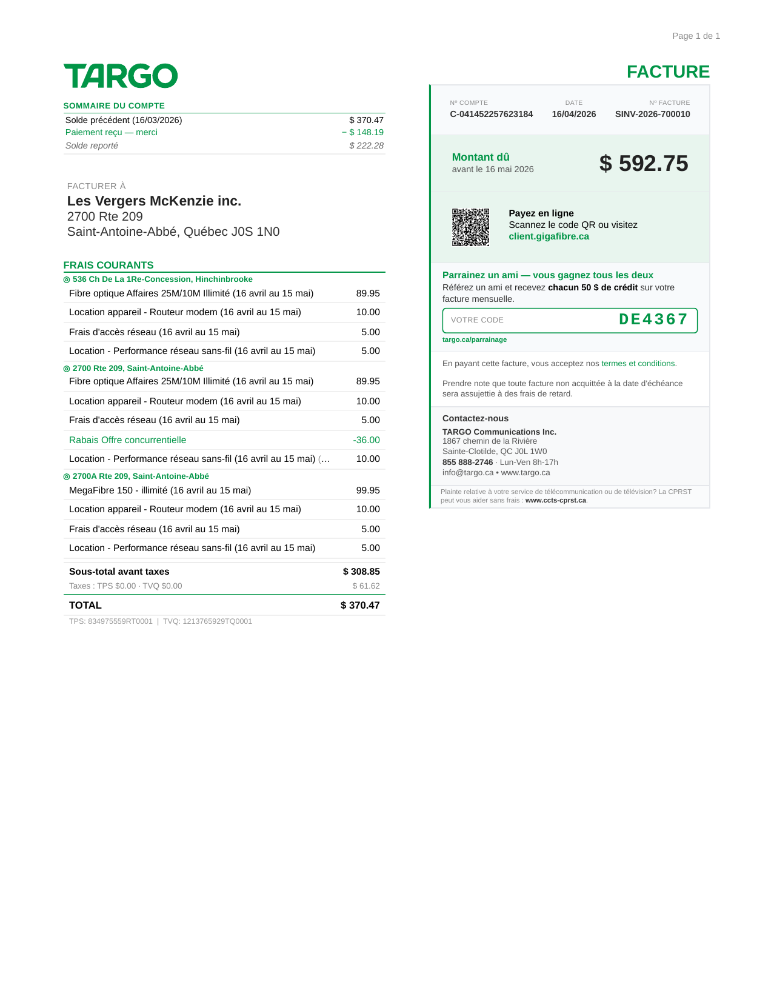 Page 1 de 1
TARGO
SOMMAIRE DU COMPTE
Solde précédent (16/03/2026) $ 370.47
Paiement reçu — merci − $ 148.19
Solde reporté $ 222.28
FACTURER À
Les Vergers McKenzie inc.
2700 Rte 209
Saint-Antoine-Abbé, Québec J0S 1N0
FRAIS COURANTS
◎ 536 Ch De La 1Re-Concession, Hinchinbrooke
Fibre optique Affaires 25M/10M Illimité (16 avril au 15 mai) 89.95
Location appareil - Routeur modem (16 avril au 15 mai) 10.00
Frais d'accès réseau (16 avril au 15 mai) 5.00
Location - Performance réseau sans-fil (16 avril au 15 mai) 5.00
◎ 2700 Rte 209, Saint-Antoine-Abbé
Fibre optique Affaires 25M/10M Illimité (16 avril au 15 mai) 89.95
Location appareil - Routeur modem (16 avril au 15 mai) 10.00
Frais d'accès réseau (16 avril au 15 mai) 5.00
Rabais Offre concurrentielle -36.00
Location - Performance réseau sans-fil (16 avril au 15 mai) (… 10.00
◎ 2700A Rte 209, Saint-Antoine-Abbé
MegaFibre 150 - illimité (16 avril au 15 mai) 99.95
Location appareil - Routeur modem (16 avril au 15 mai) 10.00
Frais d'accès réseau (16 avril au 15 mai) 5.00
Location - Performance réseau sans-fil (16 avril au 15 mai) 5.00
Sous-total avant taxes $ 308.85
Taxes : TPS $0.00 · TVQ $0.00 $ 61.62
TOTAL $ 370.47
TPS: 834975559RT0001 | TVQ: 1213765929TQ0001
FACTURE
Nº COMPTE DATE Nº FACTURE
C-041452257623184 16/04/2026 SINV-2026-700010
Montant dû
avant le 16 mai 2026
$ 592.75
Payez en ligne
Scannez le code QR ou visitez
client.gigafibre.ca
Parrainez un ami — vous gagnez tous les deux
Référez un ami et recevez chacun 50 $ de crédit sur votre
facture mensuelle.
VOTRE CODE DE4367
targo.ca/parrainage
En payant cette facture, vous acceptez nos termes et conditions.
Prendre note que toute facture non acquittée à la date d'échéance
sera assujettie à des frais de retard.
Contactez-nous
TARGO Communications Inc.
1867 chemin de la Rivière
Sainte-Clotilde, QC J0L 1W0
855 888-2746 · Lun-Ven 8h-17h
info@targo.ca • www.targo.ca
Plainte relative à votre service de télécommunication ou de télévision? La CPRST
peut vous aider sans frais : www.ccts-cprst.ca.